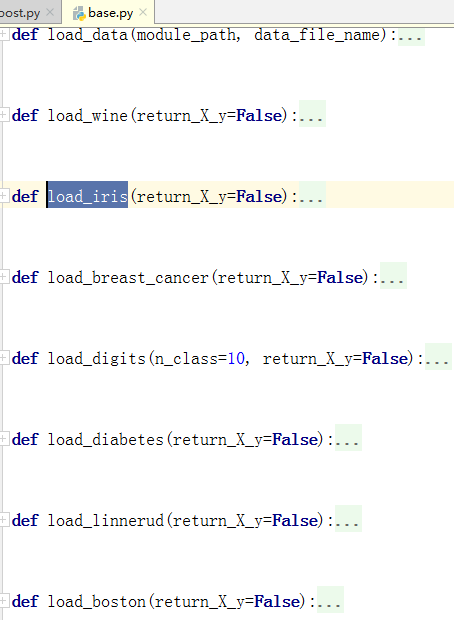 oost.py base.py
def load_data(module_path, data_file_name):...
def load_wine(return_X_y=False):...
def load_iris(return_X_y=False):...
def load_breast_cancer(return_X_y=False):...
def load_digits(n_class=10, return_X_y=False):...
def load_diabetes(return_X_y=False):...
def load_linnerud(return_X_y=False):...
def load_boston(return_X_y=False):...